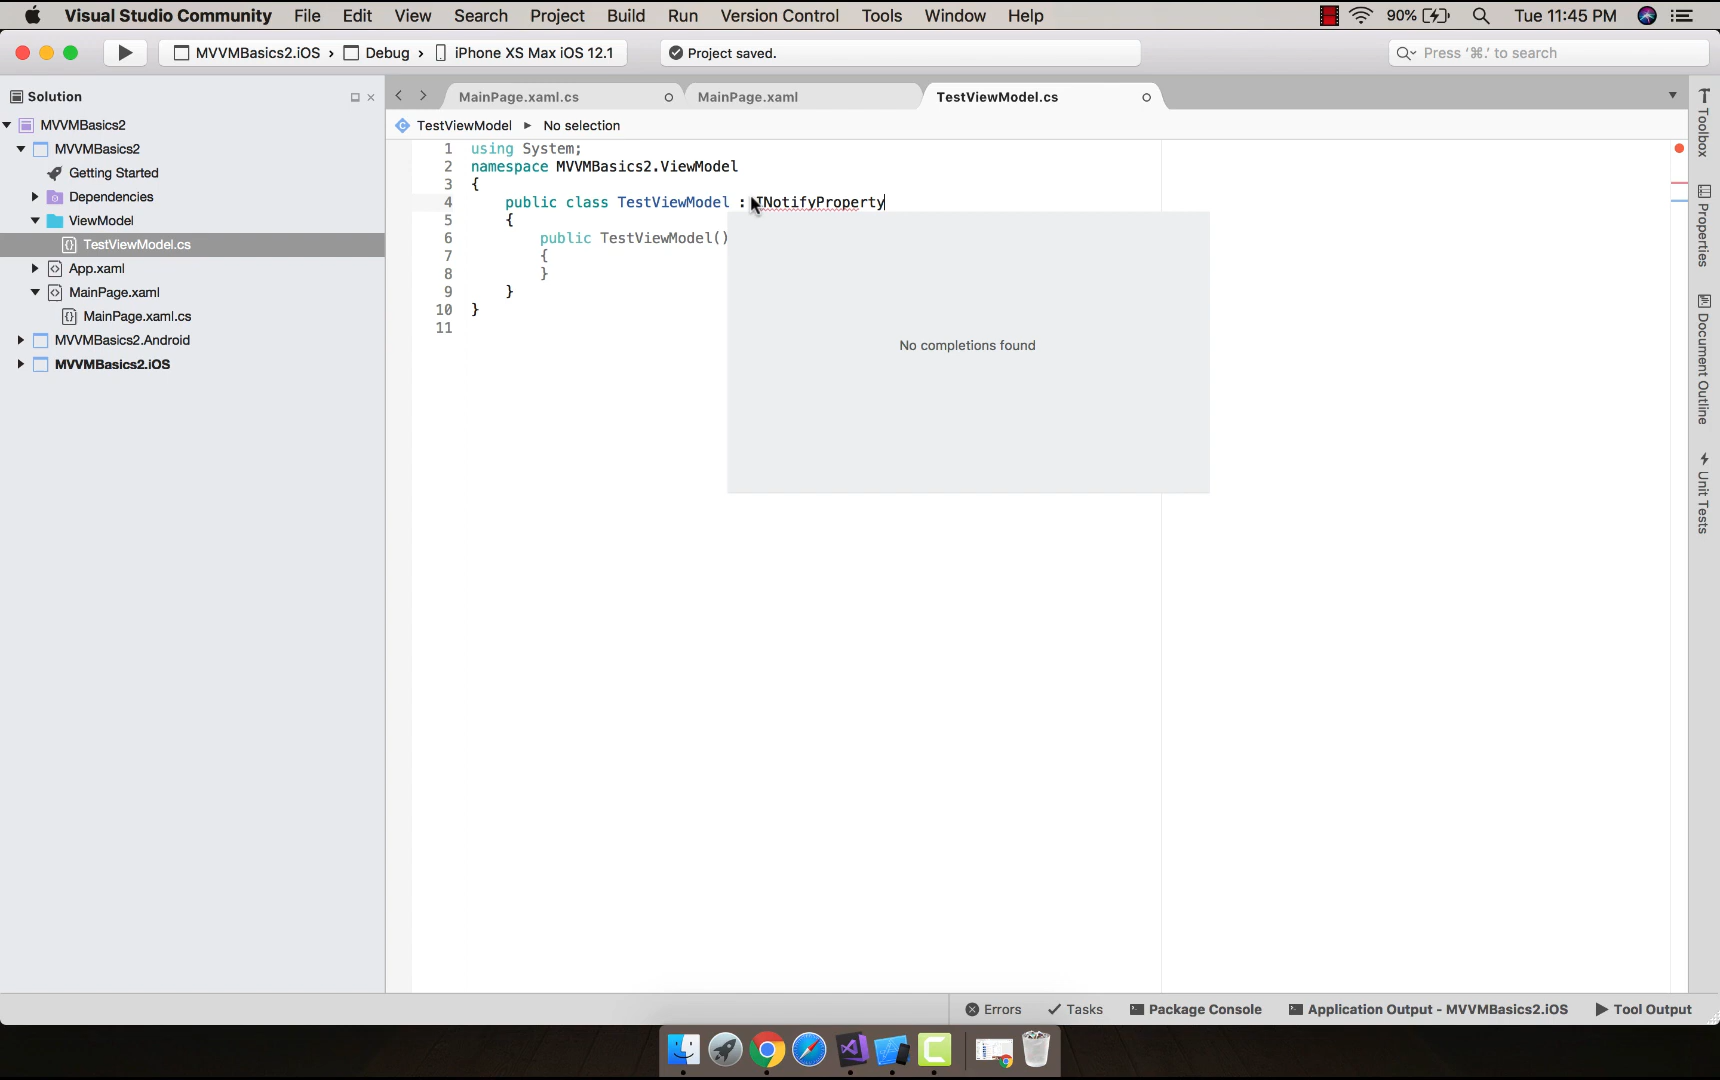 Visual Studio Community File Edit View Search Project Build Run Version Control Tools Window Help 90% Tue 11:45 PM
MVVMBasics2.iOS › Debug › iPhone XS Max iOS 12.1 Project saved. Press ‘⌘.’ to search
Solution
MainPage.xaml.cs MainPage.xaml TestViewModel.cs
TestViewModel ▸ No selection
MVVMBasics2
MVVMBasics2
Getting Started
Dependencies
ViewModel
TestViewModel.cs
App.xaml
MainPage.xaml
MainPage.xaml.cs
MVVMBasics2.Android
MVVMBasics2.iOS
1 using System;
2 namespace MVVMBasics2.ViewModel
3 {
4 public class TestViewModel : INotifyProperty
5 {
6 public TestViewModel()
7 {
8 }
9 }
10 }
11
No completions found
Toolbox
Properties
Document Outline
Unit Tests
Errors Tasks Package Console Application Output - MVVMBasics2.iOS Tool Output